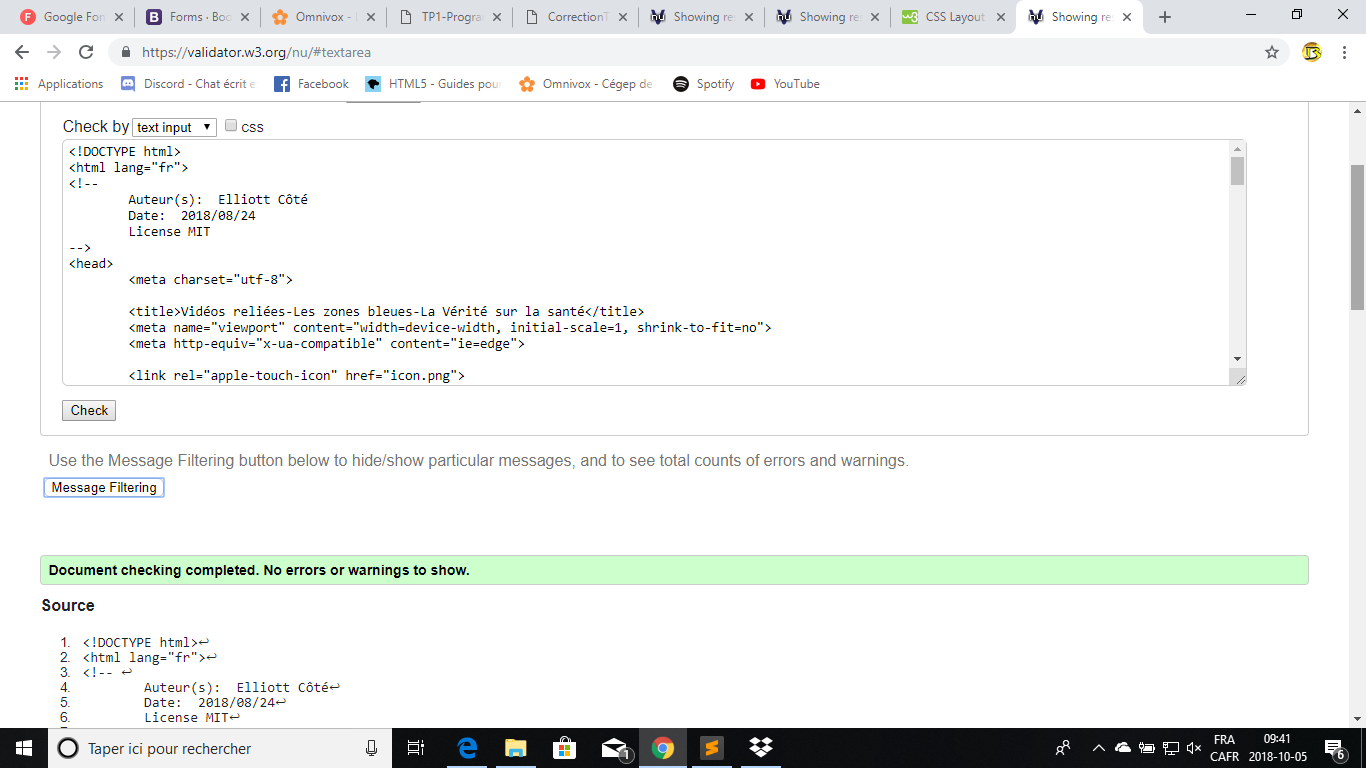 Google Fon
Forms · Boo
Omnivox -
TP1-Progra
CorrectionT
Showing re
Showing re
CSS Layout
Showing re
https://validator.w3.org/nu/#textarea
Applications
Discord - Chat écrit e
Facebook
HTML5 - Guides pou
Omnivox - Cégep de
Spotify
YouTube
Check by text input css
<!DOCTYPE html>
<html lang="fr">
<!--
Auteur(s):  Elliott Côté
Date:  2018/08/24
License MIT
-->
<head>
<meta charset="utf-8">
<title>Vidéos reliées-Les zones bleues-La Vérité sur la santé</title>
<meta name="viewport" content="width=device-width, initial-scale=1, shrink-to-fit=no">
<meta http-equiv="x-ua-compatible" content="ie=edge">
<link rel="apple-touch-icon" href="icon.png">
Check
Use the Message Filtering button below to hide/show particular messages, and to see total counts of errors and warnings.
Message Filtering
Document checking completed. No errors or warnings to show.
Source
1. <!DOCTYPE html>↩
2. <html lang="fr">↩
3. <!-- ↩
4. Auteur(s):  Elliott Côté↩
5. Date:  2018/08/24↩
6. License MIT↩
Taper ici pour rechercher
1
FRA
CAFR
09:41
2018-10-05
6